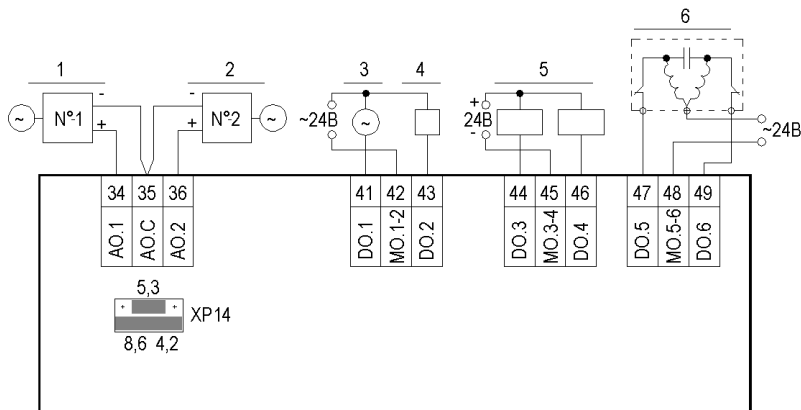 1 2 3 4 5 6
- - + +
N°-1 N°-2 ~ ~24В ~ 24В ~24В
~ + + -
34 35 36 41 42 43 44 45 46 47 48 49
AO.1 AO.C AO.2 DO.1 MO.1-2 DO.2 DO.3 MO.3-4 DO.4 DO.5 MO.5-6 DO.6
5,3
+ + XP14
8,6 4,2